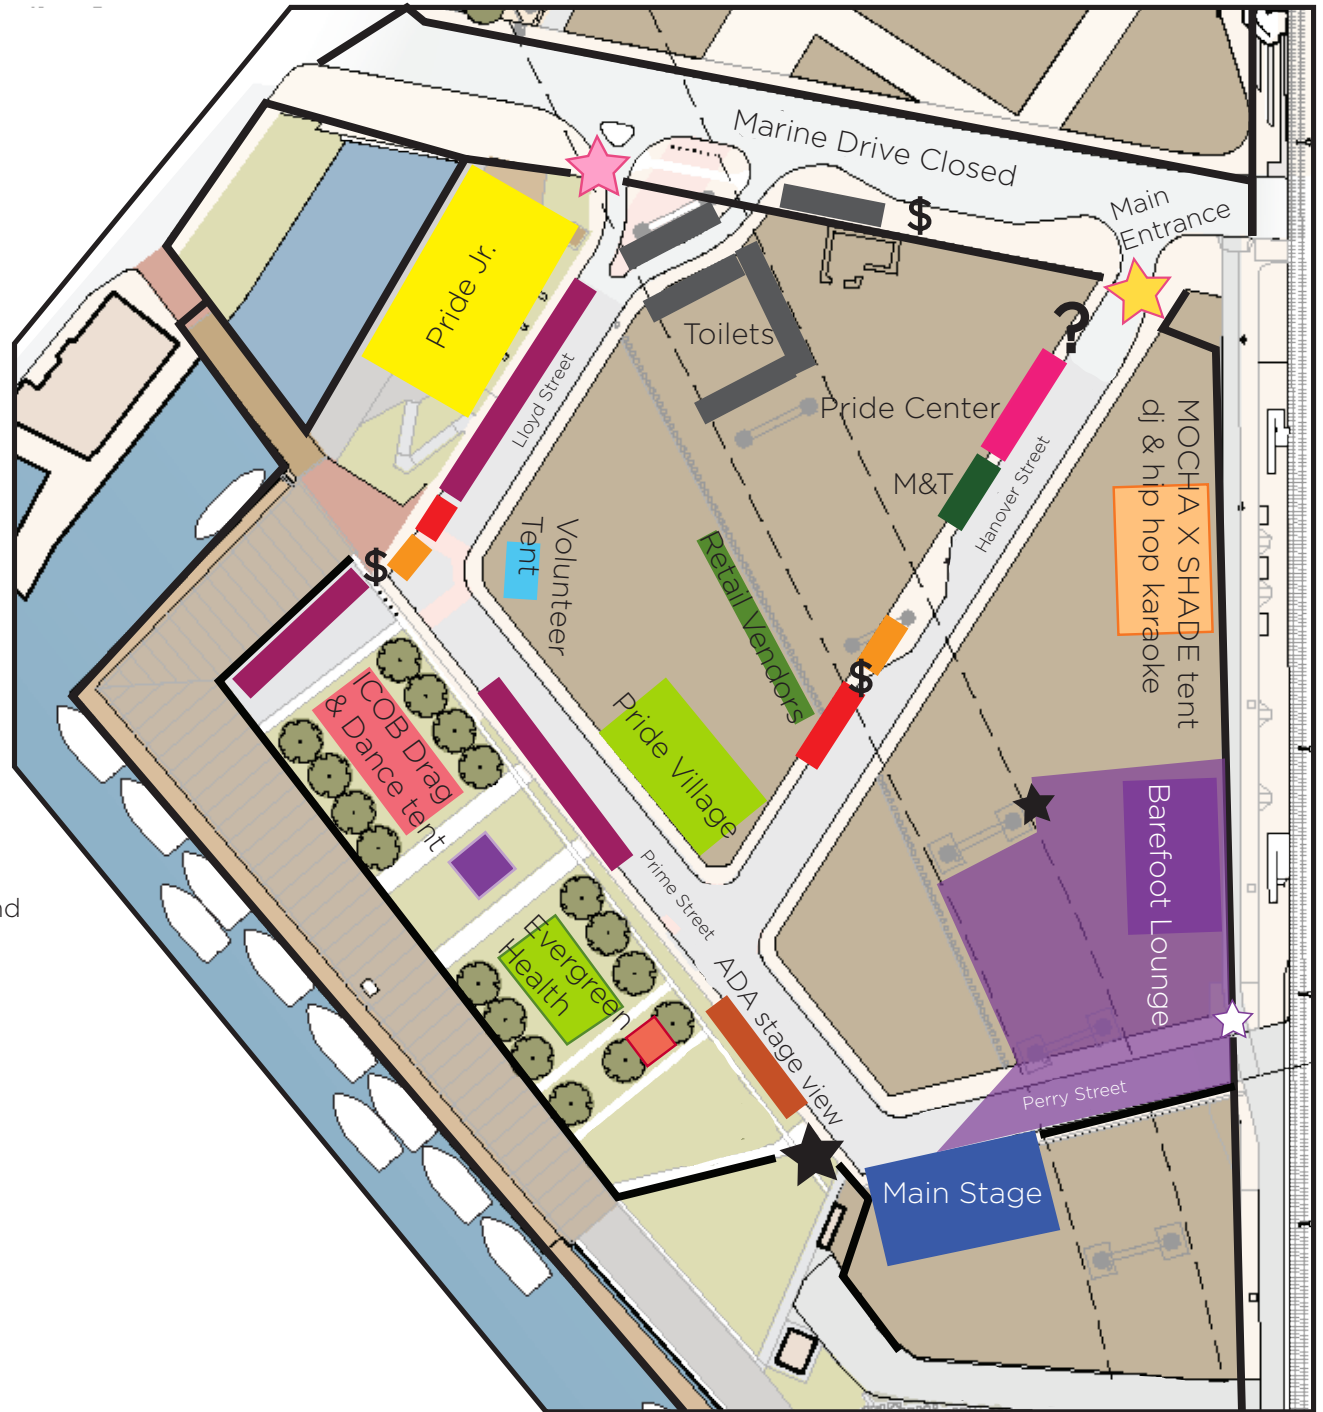 Marine Drive Closed
Main
Entrance
Pride Jr.
$
?
Toilets
Lloyd Street
Pride Center
M&T
Hanover Street
MOCHA X SHADE tent
dj & hip hop karaoke
Volunteer
Tent
Retail Vendors
$
$
Pride Village
ICOB Drag
& Dance tent
Barefoot Lounge
Prime Street
nd
Evergreen
Health
ADA stage view
Perry Street
Main Stage